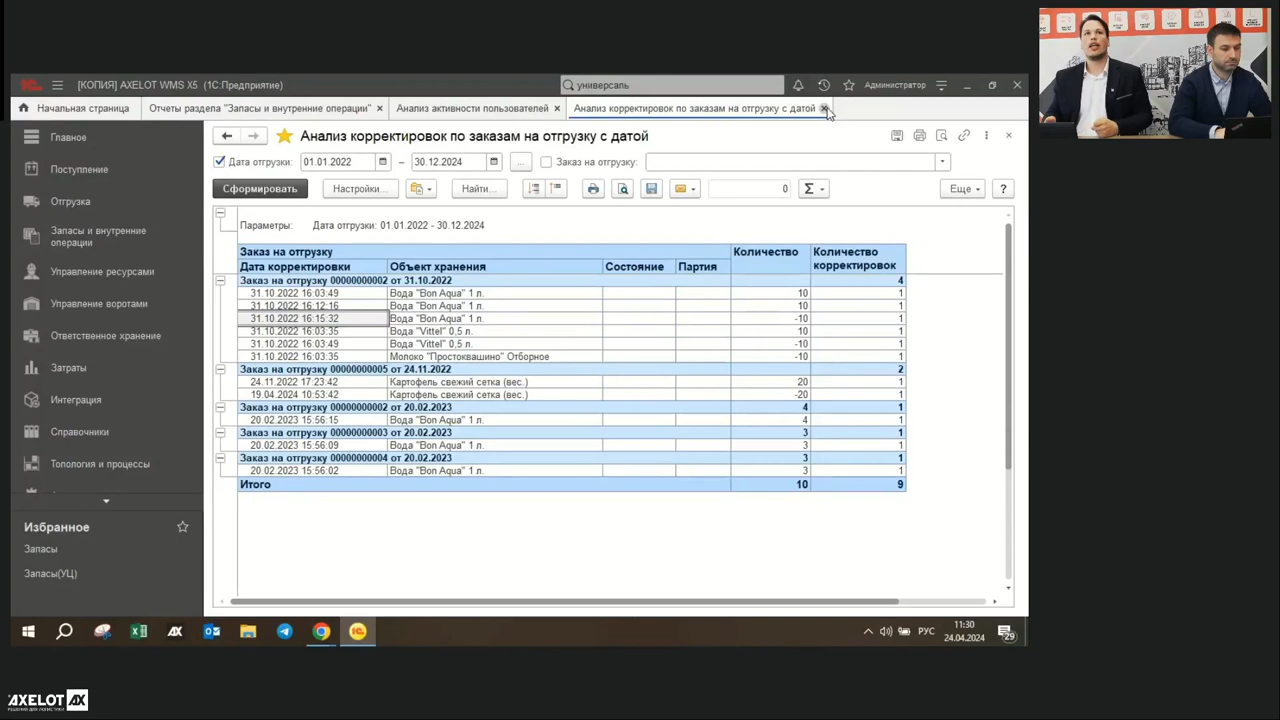 [КОПИЯ] AXELOT WMS X5 (1С:Предприятие)
универсаль
Администратор
Начальная страница
Отчеты раздела "Запасы и внутренние операции"
Анализ активности пользователей
Анализ корректировок по заказам на отгрузку с датой
Главное
Поступление
Отгрузка
Запасы и внутренние операции
Управление ресурсами
Управление воротами
Ответственное хранение
Затраты
Интеграция
Справочники
Топология и процессы
Избранное
Запасы
Запасы(УЦ)
Анализ корректировок по заказам на отгрузку с датой
Дата отгрузки: 01.01.2022 – 30.12.2024 ... Заказ на отгрузку:
Сформировать Настройки... Найти... 0 Σ Еще ?
Параметры: Дата отгрузки: 01.01.2022 - 30.12.2024
Заказ на отгрузку Количество Количество корректировок
Дата корректировки Объект хранения Состояние Партия
Заказ на отгрузку 00000000002 от 31.10.2022 4
31.10.2022 16:03:49 Вода "Bon Aqua" 1 л. 10 1
31.10.2022 16:12:16 Вода "Bon Aqua" 1 л. 10 1
31.10.2022 16:15:32 Вода "Bon Aqua" 1 л. -10 1
31.10.2022 16:03:35 Вода "Vittel" 0,5 л. 10 1
31.10.2022 16:03:49 Вода "Vittel" 0,5 л. -10 1
31.10.2022 16:03:35 Молоко "Простоквашино" Отборное -10 1
Заказ на отгрузку 00000000005 от 24.11.2022 2
24.11.2022 17:23:42 Картофель свежий сетка (вес.) 20 1
19.04.2024 10:53:42 Картофель свежий сетка (вес.) -20 1
Заказ на отгрузку 00000000002 от 20.02.2023 4 1
20.02.2023 15:56:15 Вода "Bon Aqua" 1 л. 4 1
Заказ на отгрузку 00000000003 от 20.02.2023 3 1
20.02.2023 15:56:09 Вода "Bon Aqua" 1 л. 3 1
Заказ на отгрузку 00000000004 от 20.02.2023 3 1
20.02.2023 15:56:02 Вода "Bon Aqua" 1 л. 3 1
Итого 10 9
РУС
11:30
24.04.2024
29
AXELOT AX
РЕШЕНИЯ ДЛЯ ЛОГИСТИКИ